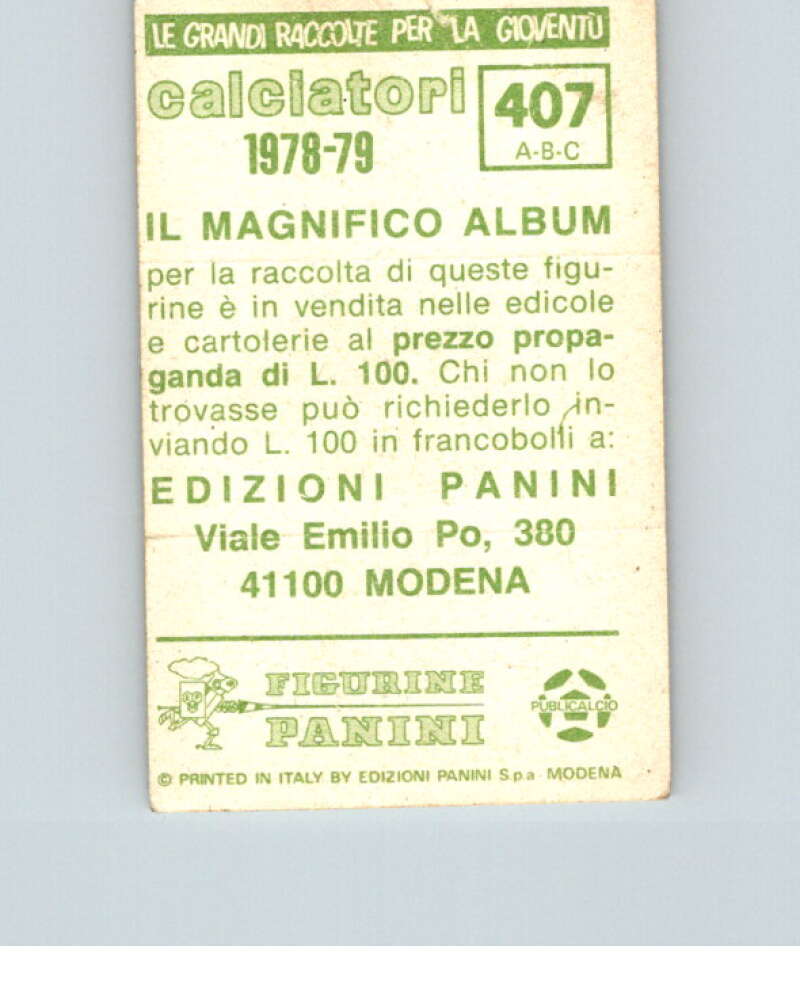 LE GRANDI RACCOLTE PER LA GIOVENTÙ
calciatori
1978-79
407
A-B-C
IL MAGNIFICO ALBUM
per la raccolta di queste figu-
rine è in vendita nelle edicole
e cartolerie al prezzo propa-
ganda di L. 100. Chi non lo
trovasse può richiederlo in-
viando L. 100 in francobolli a:
EDIZIONI PANINI
Viale Emilio Po, 380
41100 MODENA
FIGURINE
PANINI
PUBLICALCIO
© PRINTED IN ITALY BY EDIZIONI PANINI S.p.a. MODENA